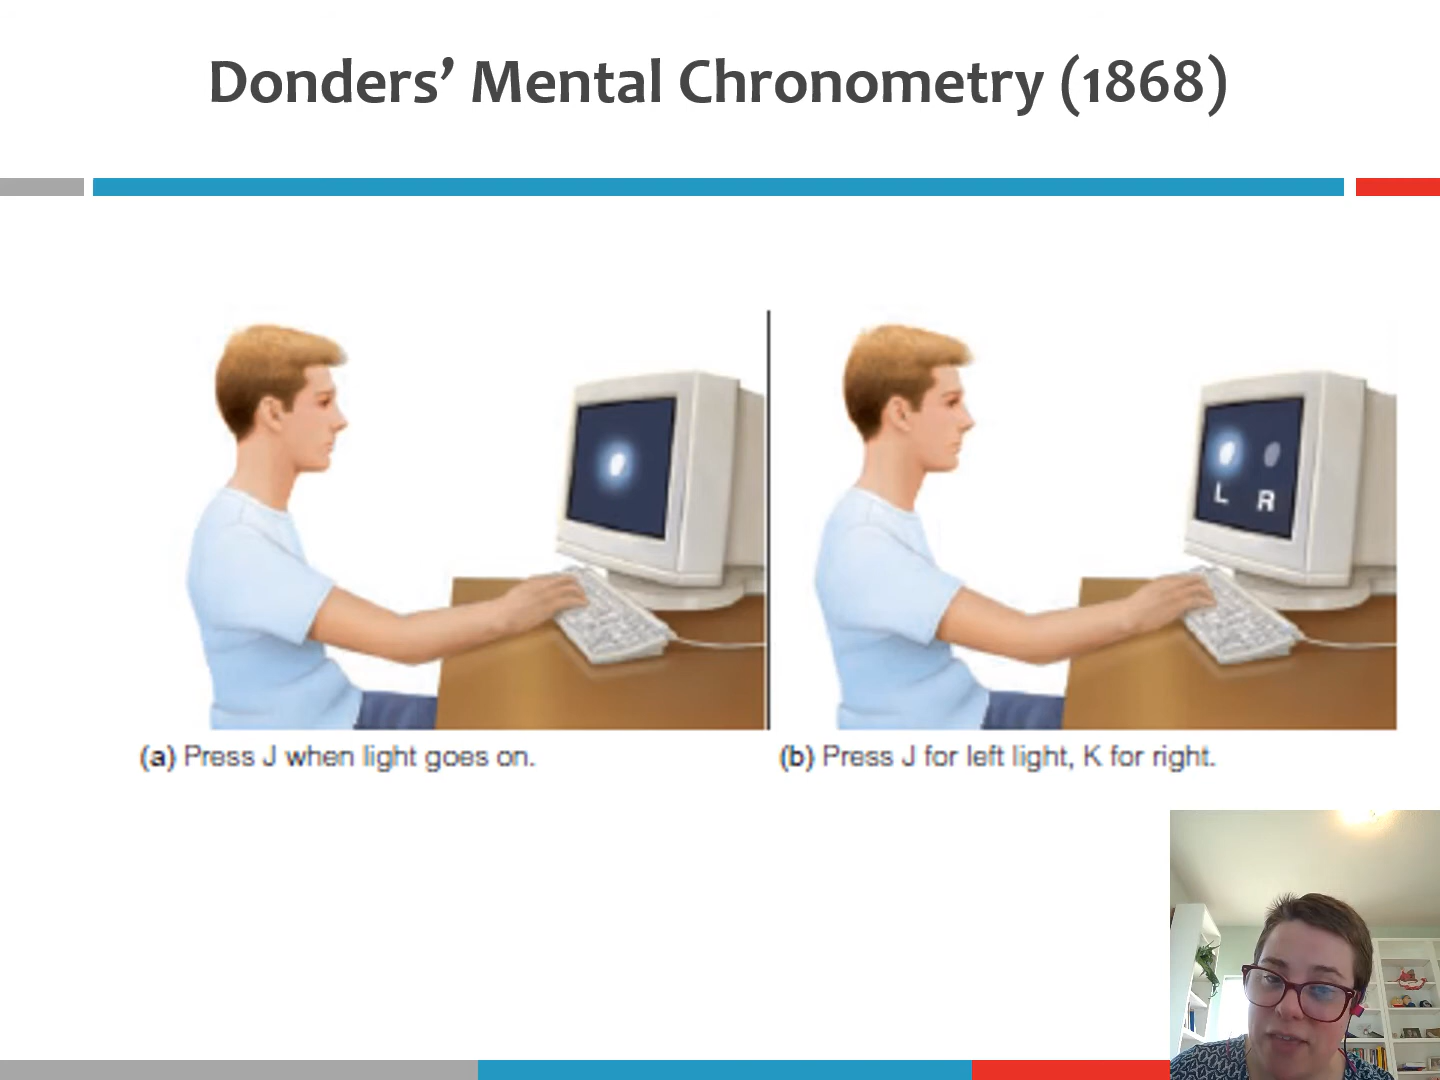 Donders’ Mental Chronometry (1868)
L R
(a) Press J when light goes on.
(b) Press J for left light, K for right.